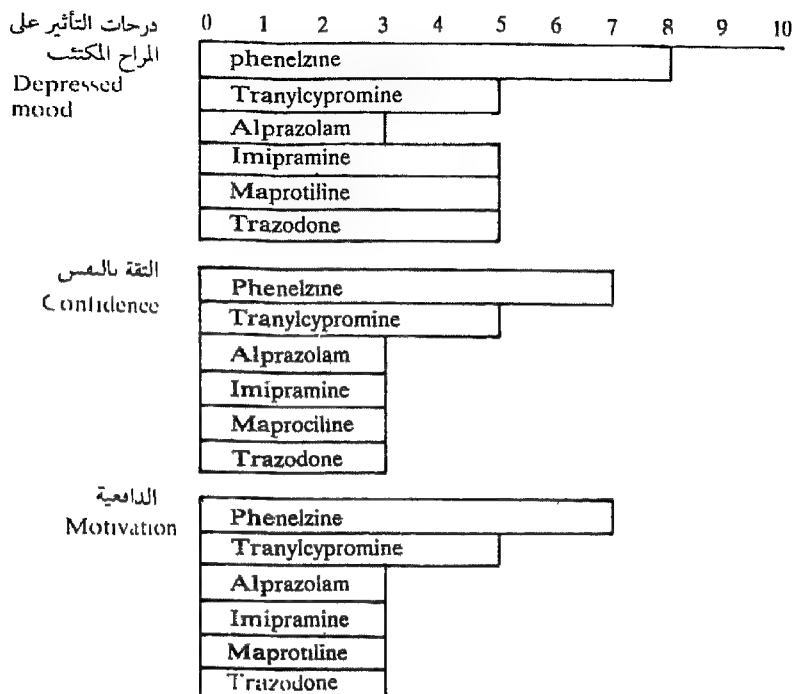 درجات التأثير على
0 1 2 3 4 5 6 7 8 9 10
المزاج المكتئب
Depressed
mood
phenelzine
Tranylcypromine
Alprazolam
Imipramine
Maprotiline
Trazodone
الثقة بالنفس
Confidence
Phenelzine
Tranylcypromine
Alprazolam
Imipramine
Maprociline
Trazodone
الدافعية
Motivation
Phenelzine
Tranylcypromine
Alprazolam
Imipramine
Maprotiline
Trazodone